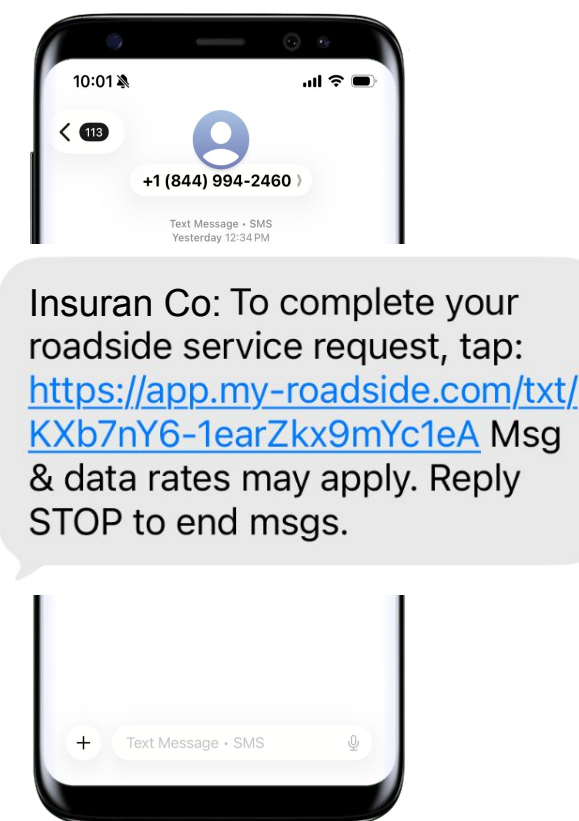 10:01
113
+1 (844) 994-2460
Text Message • SMS
Yesterday 12:34 PM
Insuran Co: To complete your
roadside service request, tap:
https://app.my-roadside.com/txt/
KXb7nY6-1earZkx9mYc1eA Msg
& data rates may apply. Reply
STOP to end msgs.
Text Message • SMS